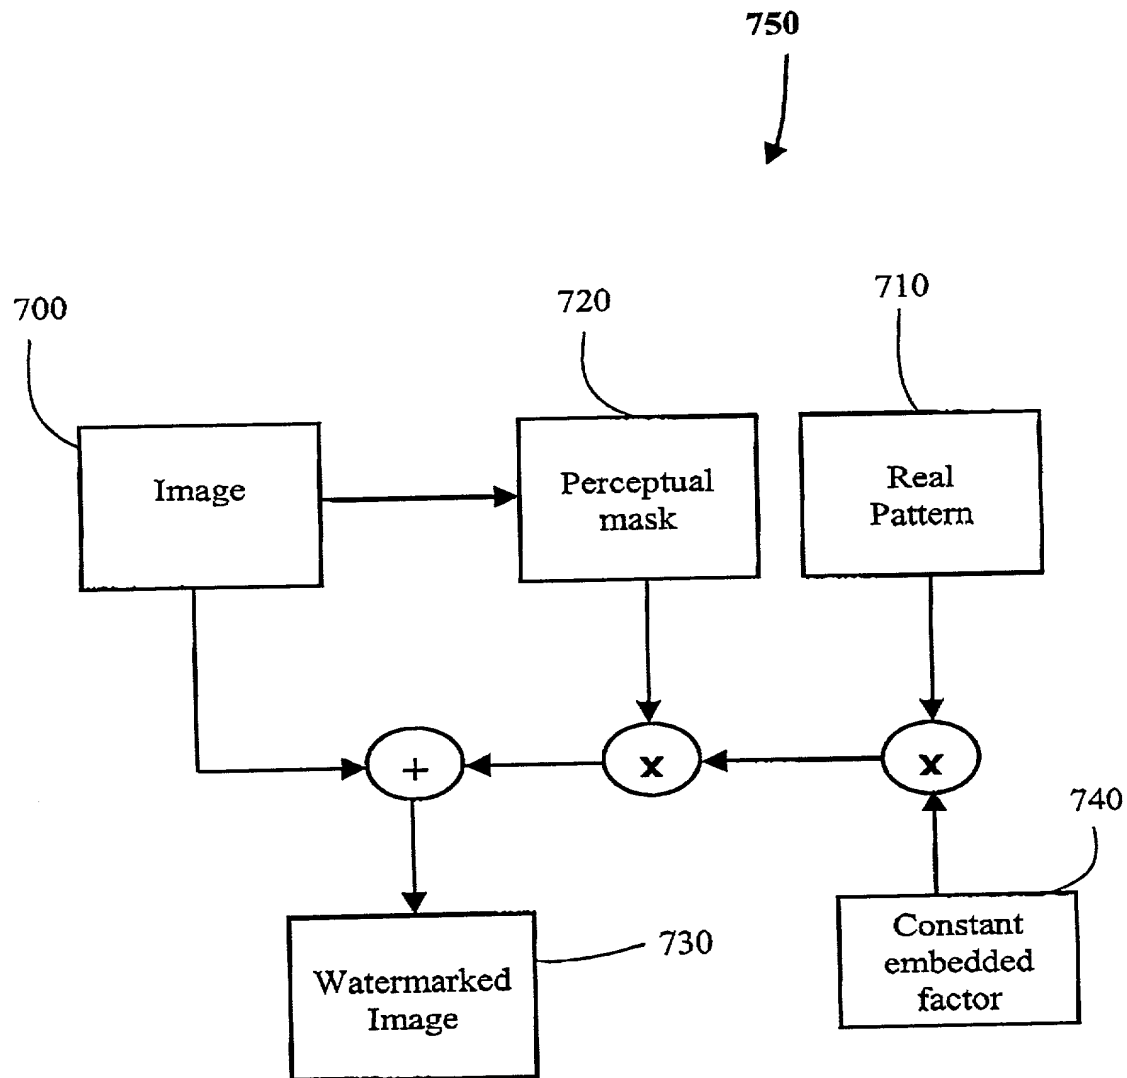 750
700
720
710
Image
Perceptual
mask
Real
Pattern
+
x
x
740
Constant
embedded
factor
730
Watermarked
Image